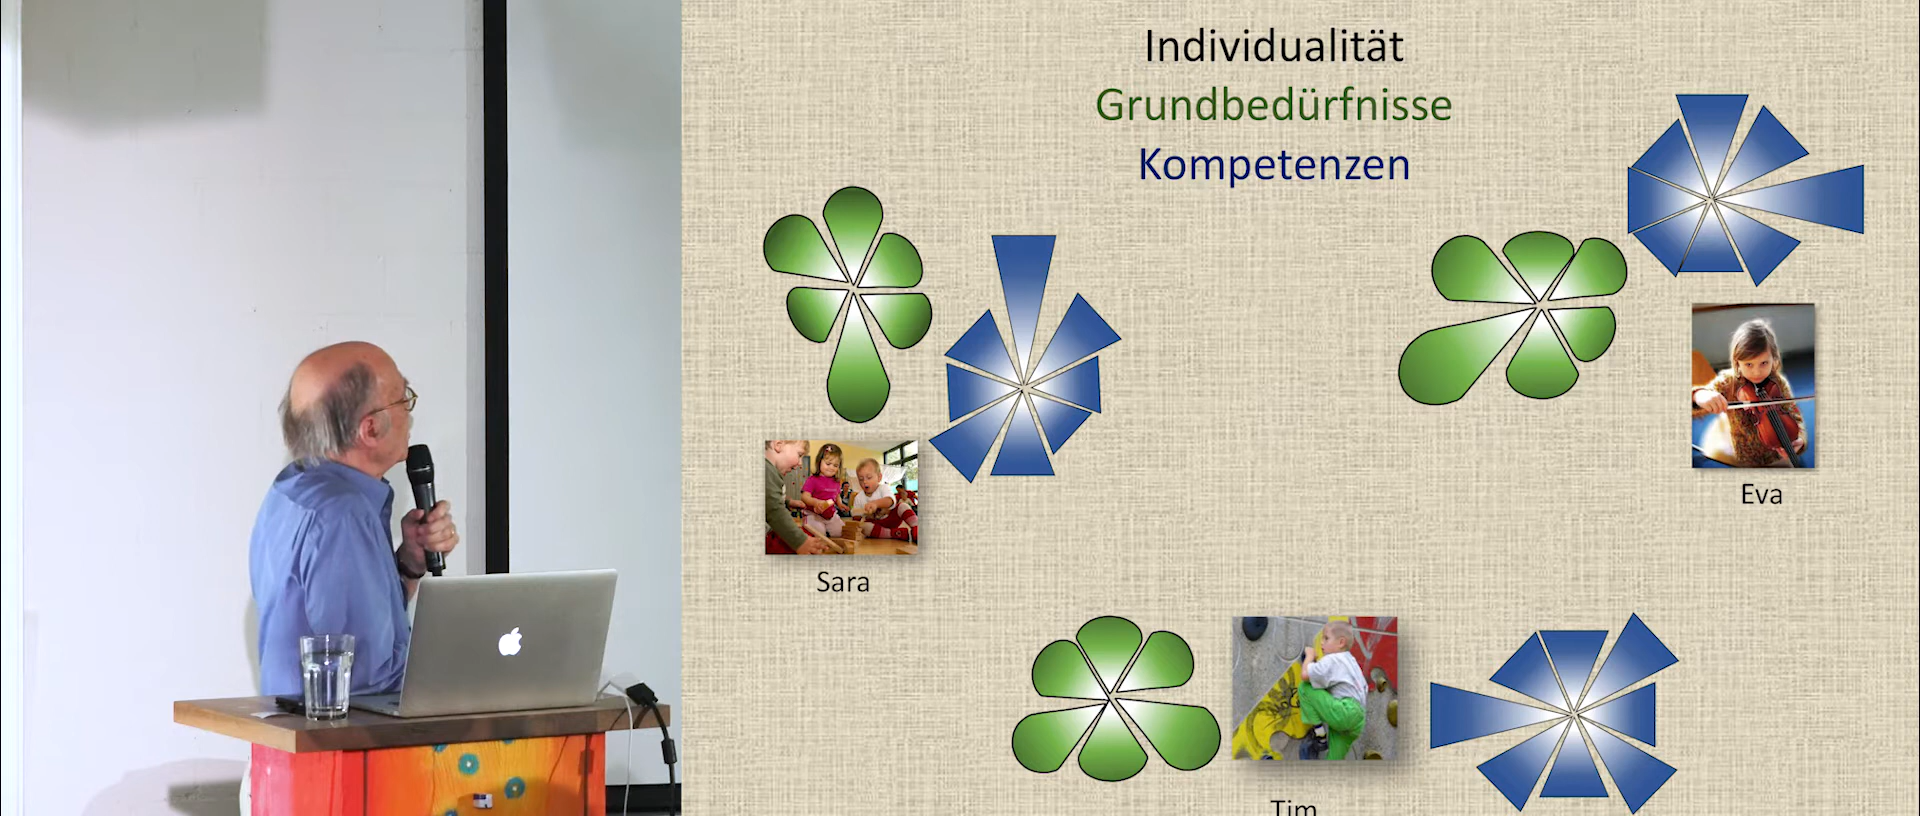 Individualität
Grundbedürfnisse
Kompetenzen
Sara
Eva
Tim